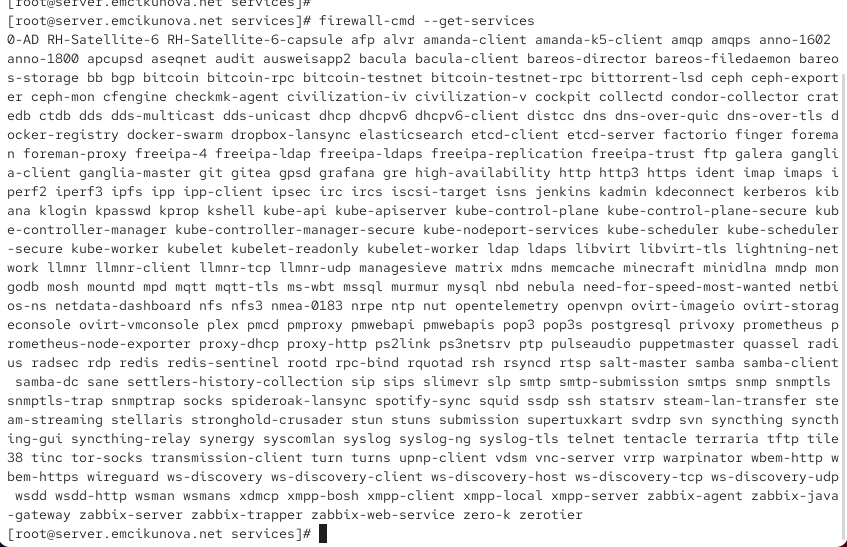 [root@server.emcikunova.net services]#
[root@server.emcikunova.net services]# firewall-cmd --get-services
0-AD RH-Satellite-6 RH-Satellite-6-capsule afp alvr amanda-client amanda-k5-client amqp amqps anno-1602
anno-1800 apcupsd aseqnet audit ausweisapp2 bacula bacula-client bareos-director bareos-filedaemon bareo
s-storage bb bgp bitcoin bitcoin-rpc bitcoin-testnet bitcoin-testnet-rpc bittorrent-lsd ceph ceph-export
er ceph-mon cfengine checkmk-agent civilization-iv civilization-v cockpit collectd condor-collector crat
edb ctdb dds dds-multicast dds-unicast dhcp dhcpv6 dhcpv6-client distcc dns dns-over-quic dns-over-tls d
ocker-registry docker-swarm dropbox-lansync elasticsearch etcd-client etcd-server factorio finger forema
n foreman-proxy freeipa-4 freeipa-ldap freeipa-ldaps freeipa-replication freeipa-trust ftp galera gangli
a-client ganglia-master git gitea gpsd grafana gre high-availability http http3 https ident imap imaps i
perf2 iperf3 ipfs ipp ipp-client ipsec irc ircs iscsi-target isns jenkins kadmin kdeconnect kerberos kib
ana klogin kpasswd kprop kshell kube-api kube-apiserver kube-control-plane kube-control-plane-secure kub
e-controller-manager kube-controller-manager-secure kube-nodeport-services kube-scheduler kube-scheduler
-secure kube-worker kubelet kubelet-readonly kubelet-worker ldap ldaps libvirt libvirt-tls lightning-net
work llmnr llmnr-client llmnr-tcp llmnr-udp managesieve matrix mdns memcache minecraft minidlna mndp mon
godb mosh mountd mpd mqtt mqtt-tls ms-wbt mssql murmur mysql nbd nebula need-for-speed-most-wanted netbi
os-ns netdata-dashboard nfs nfs3 nmea-0183 nrpe ntp nut opentelemetry openvpn ovirt-imageio ovirt-storag
econsole ovirt-vmconsole plex pmcd pmproxy pmwebapi pmwebapis pop3 pop3s postgresql privoxy prometheus p
rometheus-node-exporter proxy-dhcp proxy-http ps2link ps3netsrv ptp pulseaudio puppetmaster quassel radi
us radsec rdp redis redis-sentinel rootd rpc-bind rquotad rsh rsyncd rtsp salt-master samba samba-client
samba-dc sane settlers-history-collection sip sips slimevr slp smtp smtp-submission smtps snmp snmptls
snmptls-trap snmptrap socks spideroak-lansync spotify-sync squid ssdp ssh statsrv steam-lan-transfer ste
am-streaming stellaris stronghold-crusader stun stuns submission supertuxkart svdrp svn syncthing syncth
ing-gui syncthing-relay synergy syscomlan syslog syslog-ng syslog-tls telnet tentacle terraria tftp tile
38 tinc tor-socks transmission-client turn turns upnp-client vdsm vnc-server vrrp warpinator wbem-http w
bem-https wireguard ws-discovery ws-discovery-client ws-discovery-host ws-discovery-tcp ws-discovery-udp
wsdd wsdd-http wsman wsmans xdmcp xmpp-bosh xmpp-client xmpp-local xmpp-server zabbix-agent zabbix-java
-gateway zabbix-server zabbix-trapper zabbix-web-service zero-k zerotier
[root@server.emcikunova.net services]#